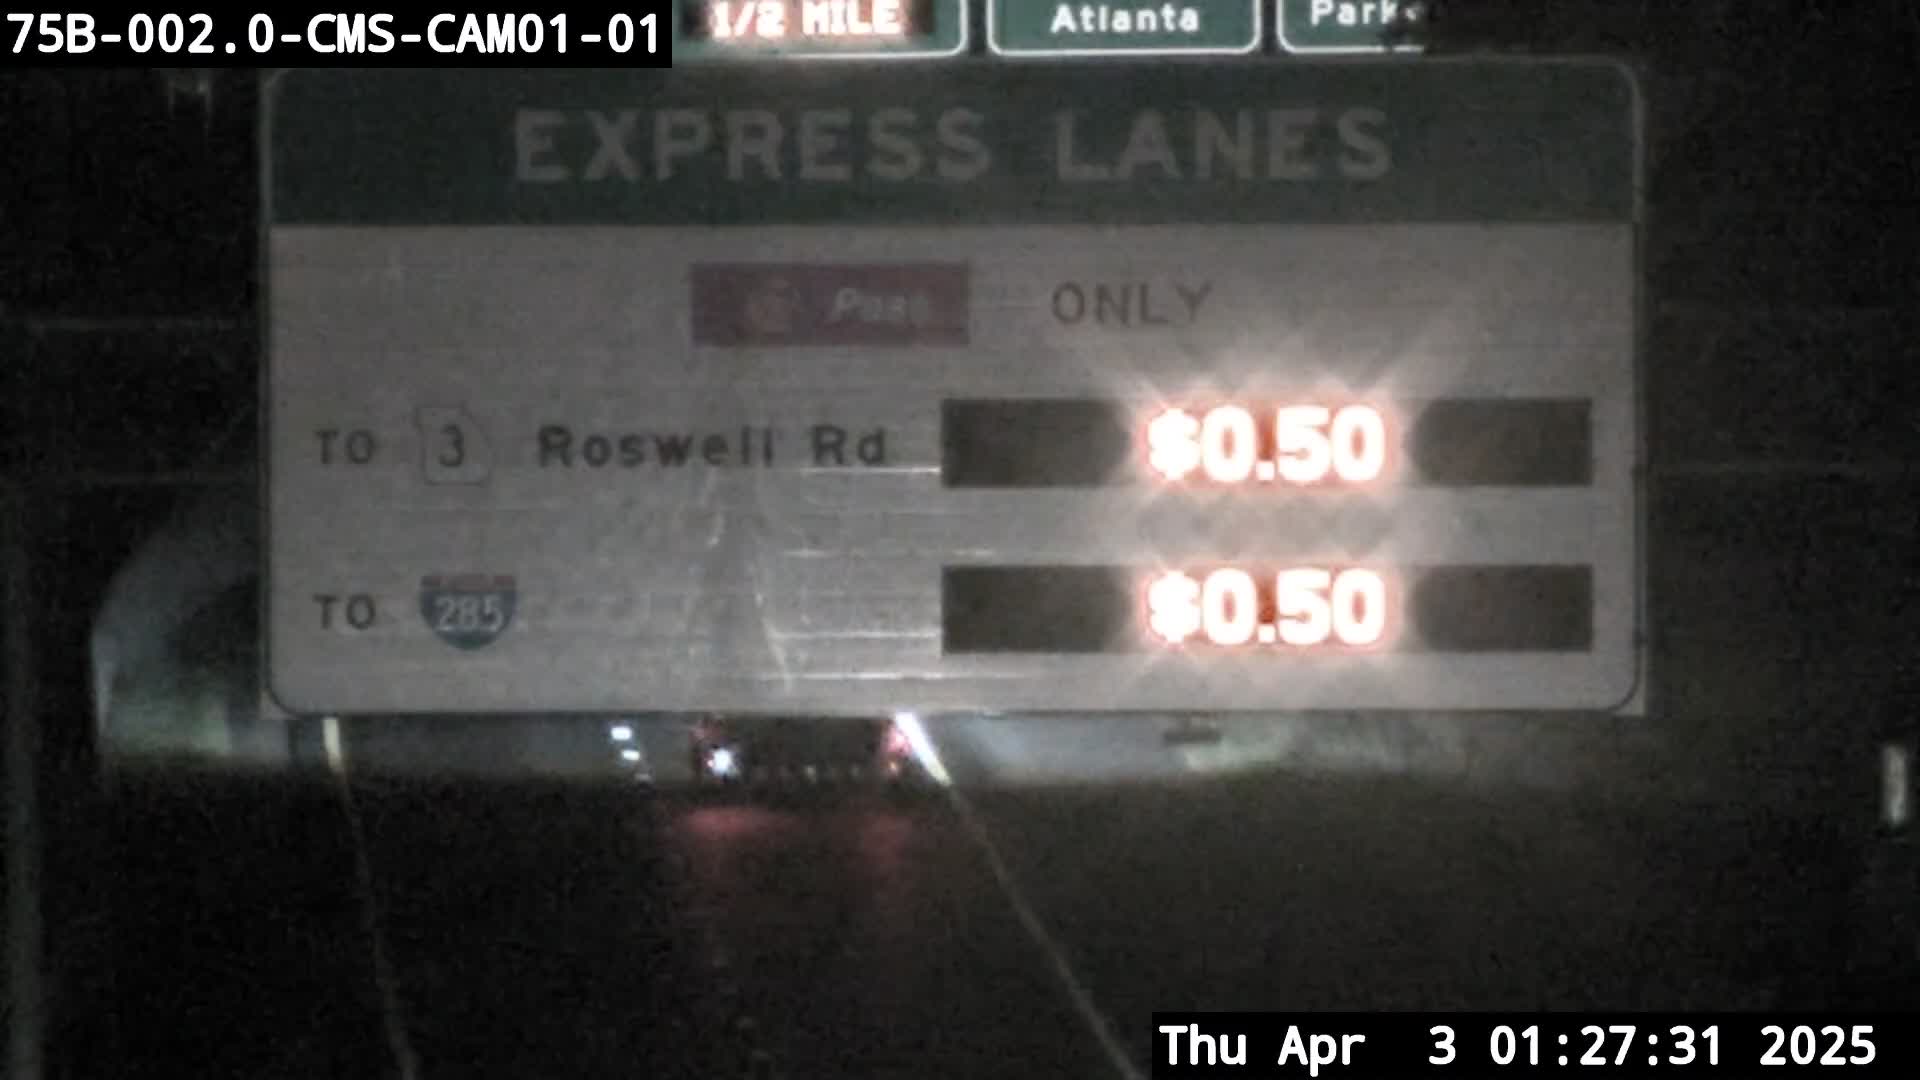 75B-002.0-CMS-CAM01-01
1/2 MILE
Atlanta
EXPRESS LANES
Pass ONLY
TO 3 Roswell Rd $0.50
TO 285 $0.50
Thu Apr 3 01:27:31 2025